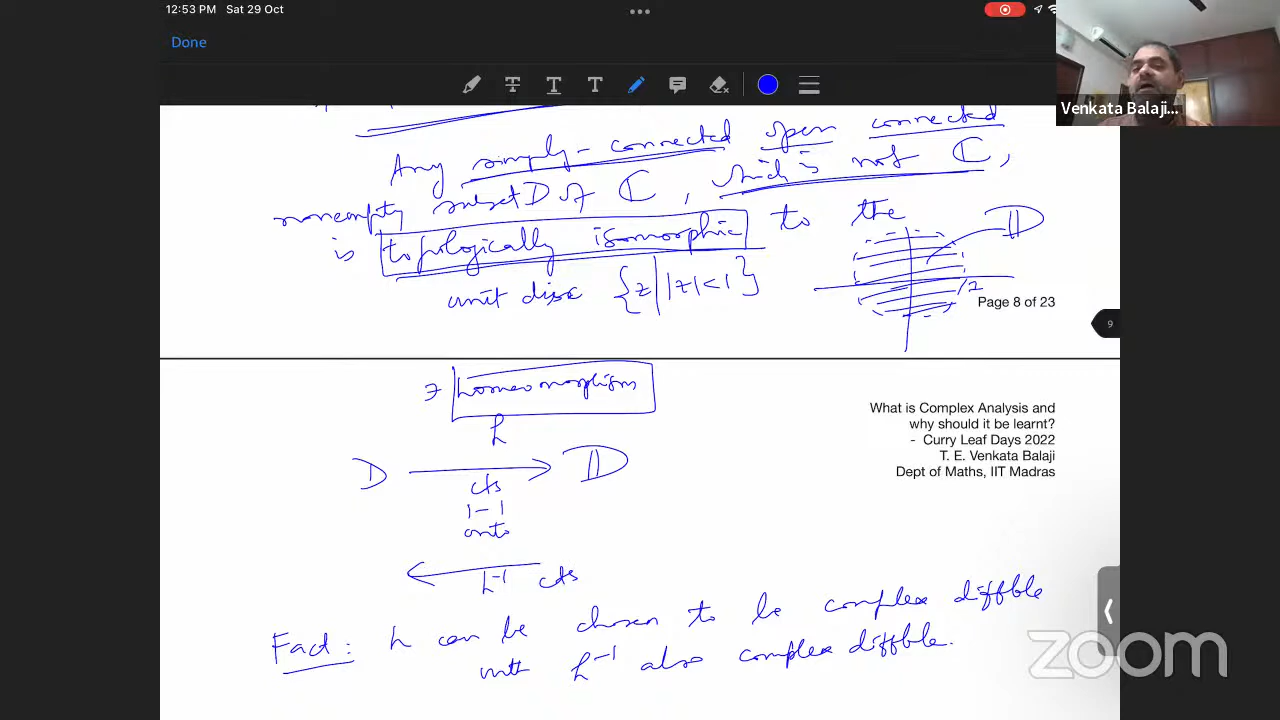 12:53 PM Sat 29 Oct
Done
Venkata Balaji...
Any simply-connected open connected
nonempty subset D of ℂ, which is not ℂ,
is topologically isomorphic to the
unit disc {z | |z|<1}
𝔻
1
Page 8 of 23
9
∃ homeomorphism
h
D 𝔻
cts
1-1
onto
h⁻¹ cts
What is Complex Analysis and
why should it be learnt?
- Curry Leaf Days 2022
T. E. Venkata Balaji
Dept of Maths, IIT Madras
Fact: h can be chosen to be complex diffble
with h⁻¹ also complex diffble.
zoom